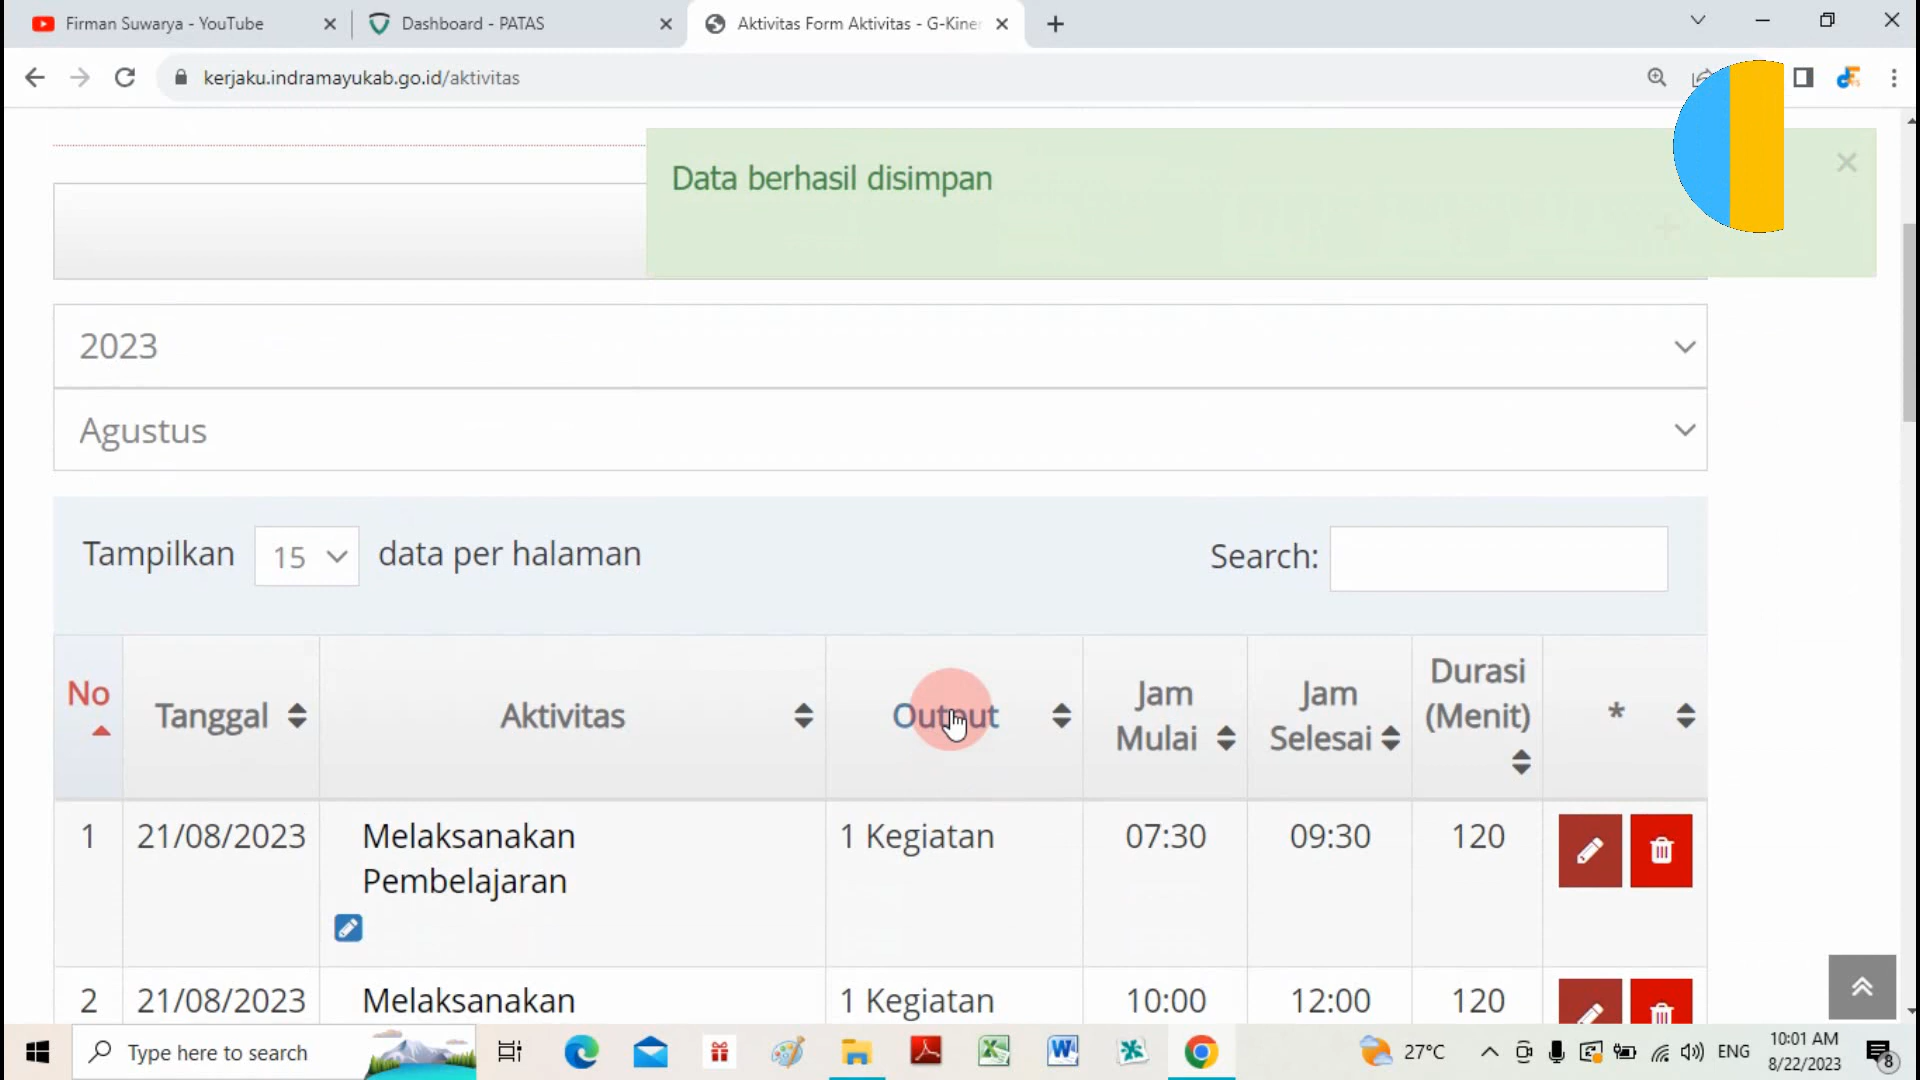 Firman Suwarya - YouTube
Dashboard - PATAS
Aktivitas Form Aktivitas - G-Kiner
kerjaku.indramayukab.go.id/aktivitas
Data berhasil disimpan
2023
Agustus
Tampilkan 15 data per halaman
Search:
No Tanggal Aktivitas Output Jam Mulai Jam Selesai Durasi (Menit) *
1 21/08/2023 Melaksanakan Pembelajaran 1 Kegiatan 07:30 09:30 120
2 21/08/2023 Melaksanakan 1 Kegiatan 10:00 12:00 120
Type here to search
27°C
ENG
10:01 AM
8/22/2023
8